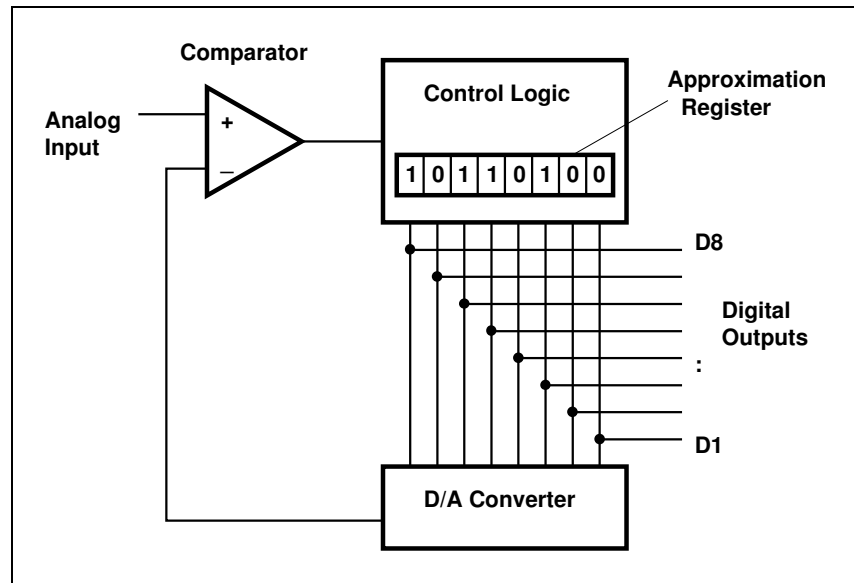 Comparator
Analog
Input
+
–
Control Logic
Approximation
Register
1 0 1 1 0 1 0 0
D8
Digital
Outputs
:
D1
D/A Converter